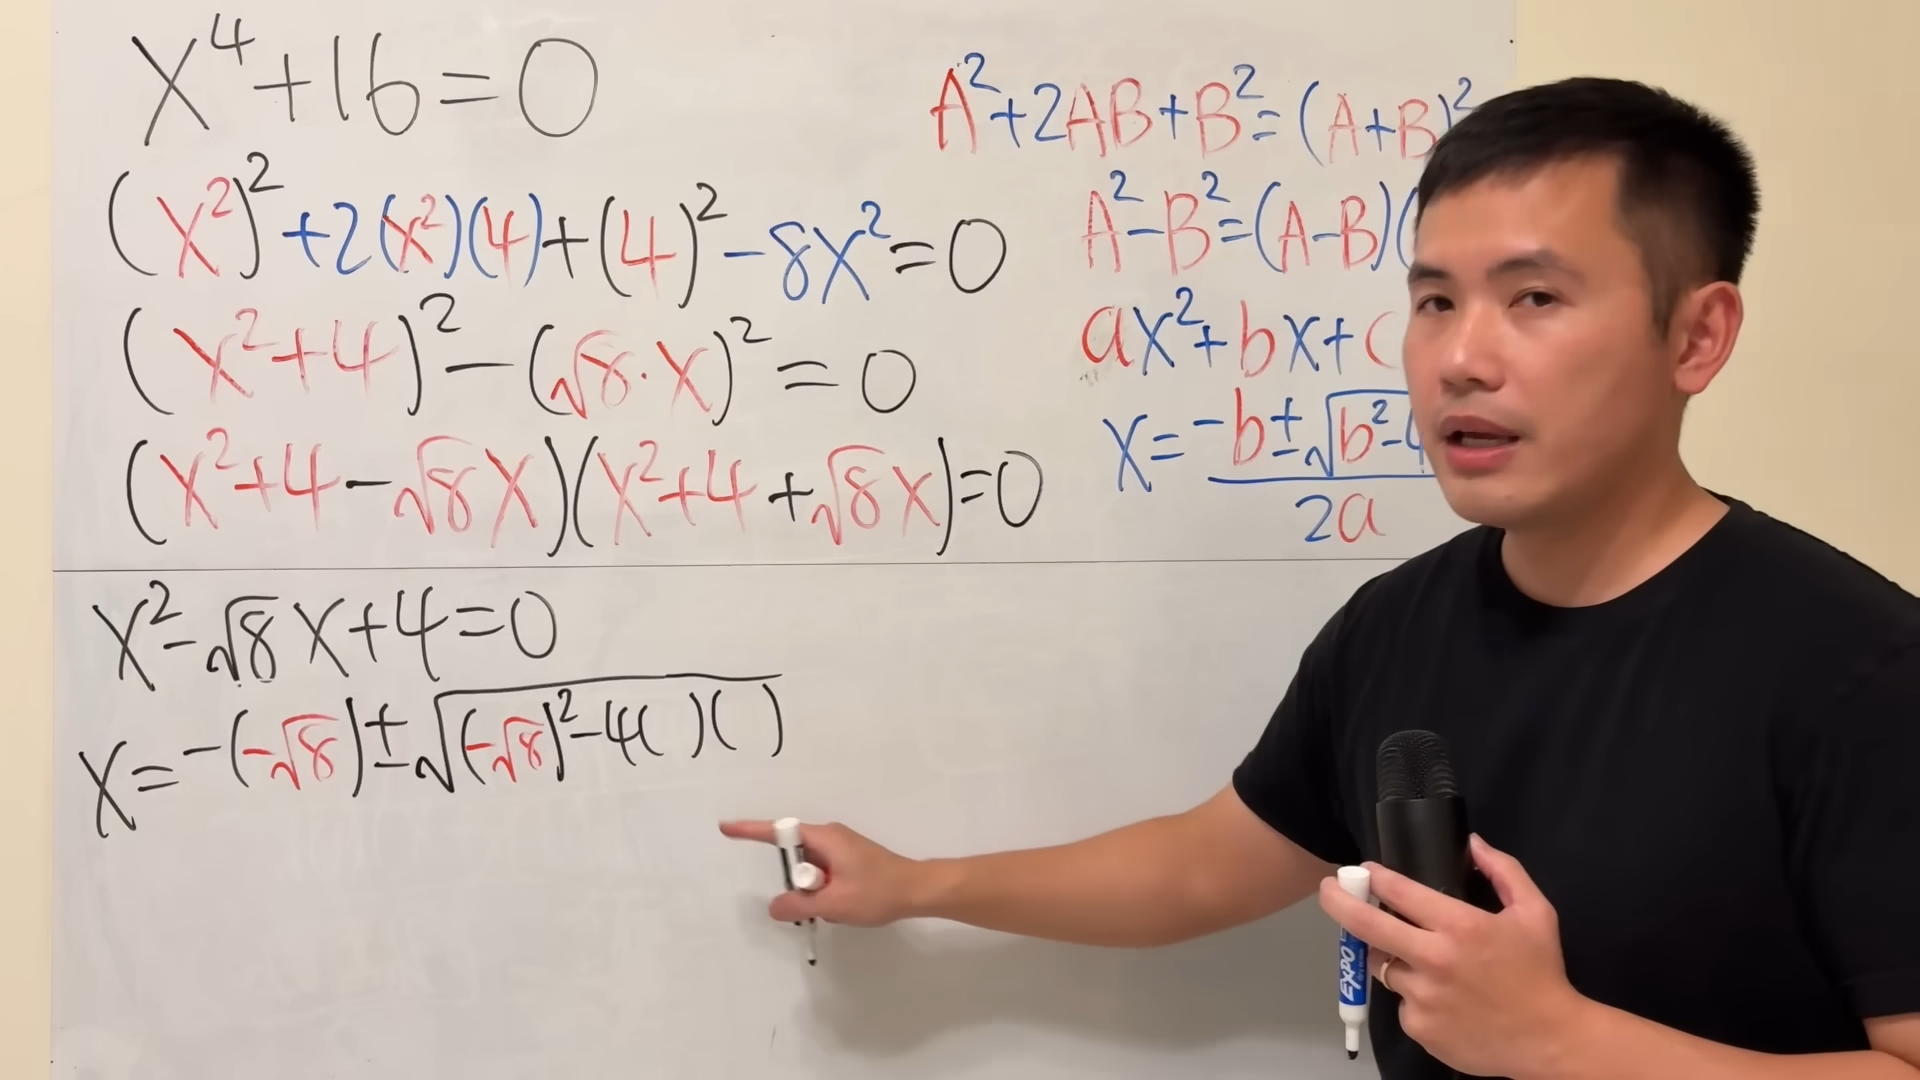 x⁴+16=0
(x²)²+2(x²)(4)+(4)²-8x²=0
(x²+4)²-(√8·x)²=0
(x²+4-√8x)(x²+4+√8x)=0
A²+2AB+B²=(A+B)²
A²-B²=(A-B)(
ax²+bx+c
x=(-b±√(b²-4)/2a
x²-√8x+4=0
x=-(-√8)±√((-√8)²-4( )( ))
EXPO